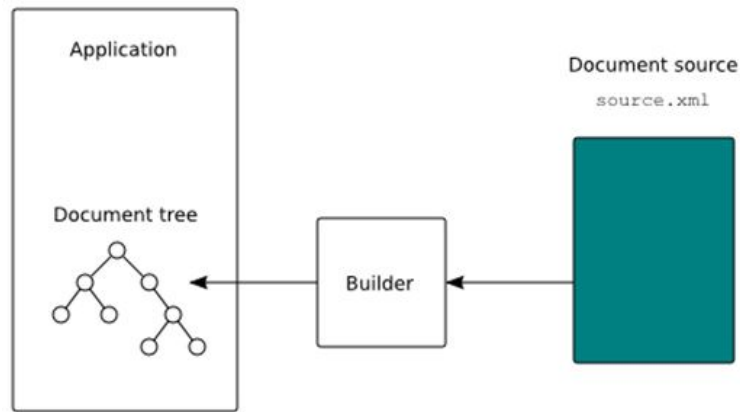 Application
Document source
source.xml
Document tree
Builder